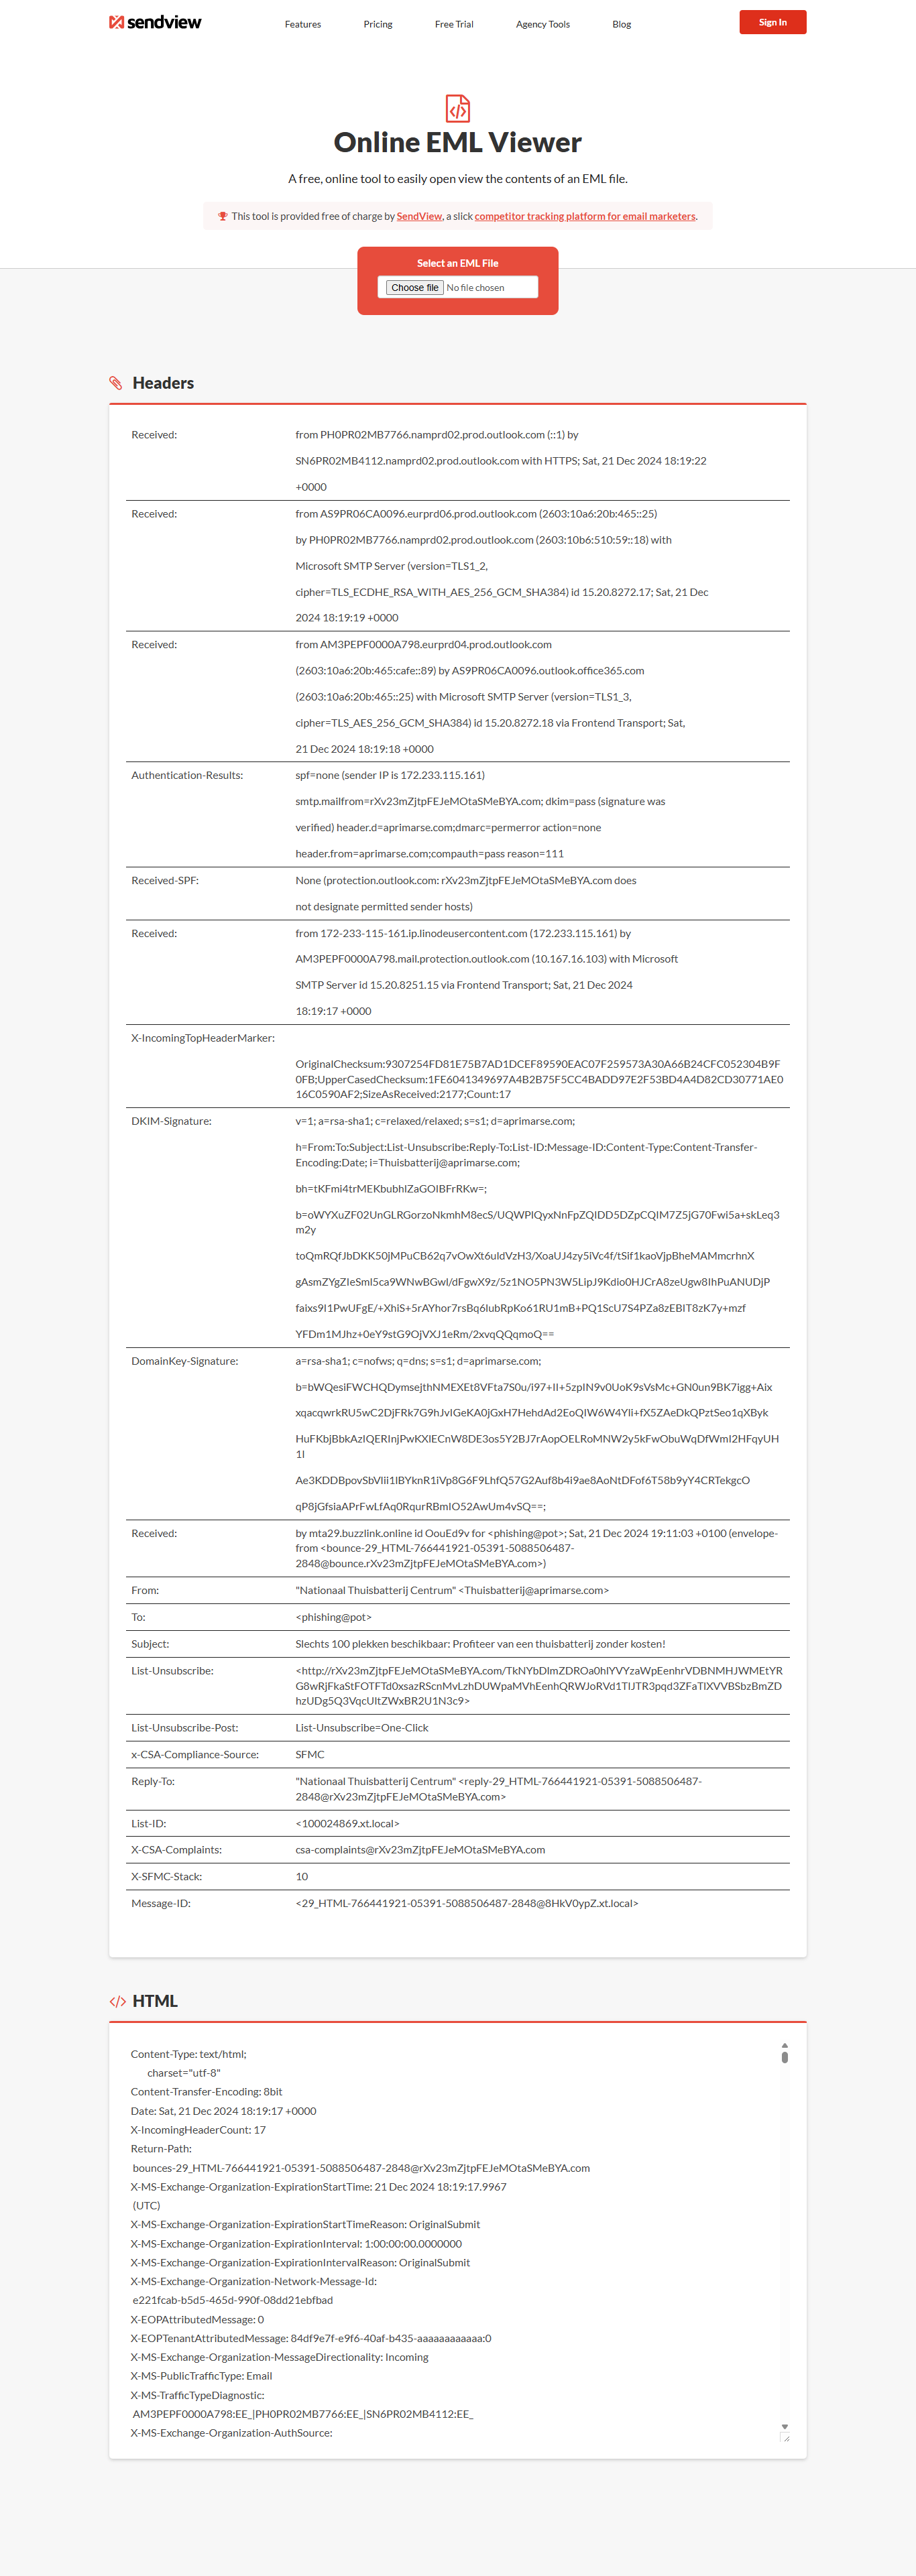 sendview
Features
Pricing
Free Trial
Agency Tools
Blog
Sign In
Online EML Viewer
A free, online tool to easily open view the contents of an EML file.
This tool is provided free of charge by SendView, a slick competitor tracking platform for email marketers.
Select an EML File
Choose file No file chosen
Headers
Received: from PH0PR02MB7766.namprd02.prod.outlook.com (::1) by
SN6PR02MB4112.namprd02.prod.outlook.com with HTTPS; Sat, 21 Dec 2024 18:19:22
+0000
Received: from AS9PR06CA0096.eurprd06.prod.outlook.com (2603:10a6:20b:465::25)
by PH0PR02MB7766.namprd02.prod.outlook.com (2603:10b6:510:59::18) with
Microsoft SMTP Server (version=TLS1_2,
cipher=TLS_ECDHE_RSA_WITH_AES_256_GCM_SHA384) id 15.20.8272.17; Sat, 21 Dec
2024 18:19:19 +0000
Received: from AM3PEPF0000A798.eurprd04.prod.outlook.com
(2603:10a6:20b:465:cafe::89) by AS9PR06CA0096.outlook.office365.com
(2603:10a6:20b:465::25) with Microsoft SMTP Server (version=TLS1_3,
cipher=TLS_AES_256_GCM_SHA384) id 15.20.8272.18 via Frontend Transport; Sat,
21 Dec 2024 18:19:18 +0000
Authentication-Results: spf=none (sender IP is 172.233.115.161)
smtp.mailfrom=rXv23mZjtpFEJeMOtaSMeBYA.com; dkim=pass (signature was
verified) header.d=aprimarse.com;dmarc=permerror action=none
header.from=aprimarse.com;compauth=pass reason=111
Received-SPF: None (protection.outlook.com: rXv23mZjtpFEJeMOtaSMeBYA.com does
not designate permitted sender hosts)
Received: from 172-233-115-161.ip.linodeusercontent.com (172.233.115.161) by
AM3PEPF0000A798.mail.protection.outlook.com (10.167.16.103) with Microsoft
SMTP Server id 15.20.8251.15 via Frontend Transport; Sat, 21 Dec 2024
18:19:17 +0000
X-IncomingTopHeaderMarker:
OriginalChecksum:9307254FD81E75B7AD1DCEF89590EAC07F259573A30A66B24CFC052304B9F
0FB;UpperCasedChecksum:1FE6041349697A4B2B75F5CC4BADD97E2F53BD4A4D82CD30771AE0
16C0590AF2;SizeAsReceived:2177;Count:17
DKIM-Signature: v=1; a=rsa-sha1; c=relaxed/relaxed; s=s1; d=aprimarse.com;
h=From:To:Subject:List-Unsubscribe:Reply-To:List-ID:Message-ID:Content-Type:Content-Transfer-
Encoding:Date; i=Thuisbatterij@aprimarse.com;
bh=tKFmi4trMEKbubhlZaGOIBFrRKw=;
b=oWYXuZF02UnGLRGorzoNkmhM8ecS/UQWPlQyxNnFpZQIDD5DZpCQIM7Z5jG70Fwi5a+skLeq3
m2y
toQmRQfJbDKK50jMPuCB62q7vOwXt6uldVzH3/XoaUJ4zy5iVc4f/tSif1kaoVjpBheMAMmcrhnX
gAsmZYgZIeSml5ca9WNwBGwl/dFgwX9z/5z1NO5PN3W5LipJ9Kdio0HJCrA8zeUgw8IhPuANUDjP
faixs9I1PwUFgE/+XhiS+5rAYhor7rsBq6lubRpKo61RU1mB+PQ1ScU7S4PZa8zEBIT8zK7y+mzf
YFDm1MJhz+0eY9stG9OjVXJ1eRm/2xvqQQqmoQ==
DomainKey-Signature: a=rsa-sha1; c=nofws; q=dns; s=s1; d=aprimarse.com;
b=bWQesiFWCHQDymsejthNMEXEt8VFta7S0u/i97+II+5zpIN9v0UoK9sVsMc+GN0un9BK7igg+Aix
xqacqwrkRU5wC2DjFRk7G9hJvIGeKA0jGxH7HehdAd2EoQIW6W4Yli+fX5ZAeDkQPztSeo1qXByk
HuFKbjBbkAzIQERInjPwKXlECnW8DE3os5Y2BJ7rAopOELRoMNW2y5kFwObuWqDfWmI2HFqyUH
1l
Ae3KDDBpovSbVlii1lBYknR1iVp8G6F9LhfQ57G2Auf8b4i9ae8AoNtDFof6T58b9yY4CRTekgcO
qP8jGfsiaAPrFwLfAq0RqurRBmIO52AwUm4vSQ==;
Received: by mta29.buzzlink.online id OouEd9v for <phishing@pot>; Sat, 21 Dec 2024 19:11:03 +0100 (envelope-
from <bounce-29_HTML-766441921-05391-5088506487-
2848@bounce.rXv23mZjtpFEJeMOtaSMeBYA.com>)
From: "Nationaal Thuisbatterij Centrum" <Thuisbatterij@aprimarse.com>
To: <phishing@pot>
Subject: Slechts 100 plekken beschikbaar: Profiteer van een thuisbatterij zonder kosten!
List-Unsubscribe: <http://rXv23mZjtpFEJeMOtaSMeBYA.com/TkNYbDlmZDROa0hlYVYzaWpEenhrVDBNMHJWMEtYR
G8wRjFkaStFOTFTd0xsazRScnMvLzhDUWpaMVhEenhQRWJoRVd1TlJTR3pqd3ZFaTlXVVBSbzBmZD
hzUDg5Q3VqcUltZWxBR2U1N3c9>
List-Unsubscribe-Post: List-Unsubscribe=One-Click
x-CSA-Compliance-Source: SFMC
Reply-To: "Nationaal Thuisbatterij Centrum" <reply-29_HTML-766441921-05391-5088506487-
2848@rXv23mZjtpFEJeMOtaSMeBYA.com>
List-ID: <100024869.xt.local>
X-CSA-Complaints: csa-complaints@rXv23mZjtpFEJeMOtaSMeBYA.com
X-SFMC-Stack: 10
Message-ID: <29_HTML-766441921-05391-5088506487-2848@8HkV0ypZ.xt.local>
HTML
Content-Type: text/html;
charset="utf-8"
Content-Transfer-Encoding: 8bit
Date: Sat, 21 Dec 2024 18:19:17 +0000
X-IncomingHeaderCount: 17
Return-Path:
bounces-29_HTML-766441921-05391-5088506487-2848@rXv23mZjtpFEJeMOtaSMeBYA.com
X-MS-Exchange-Organization-ExpirationStartTime: 21 Dec 2024 18:19:17.9967
(UTC)
X-MS-Exchange-Organization-ExpirationStartTimeReason: OriginalSubmit
X-MS-Exchange-Organization-ExpirationInterval: 1:00:00:00.0000000
X-MS-Exchange-Organization-ExpirationIntervalReason: OriginalSubmit
X-MS-Exchange-Organization-Network-Message-Id:
e221fcab-b5d5-465d-990f-08dd21ebfbad
X-EOPAttributedMessage: 0
X-EOPTenantAttributedMessage: 84df9e7f-e9f6-40af-b435-aaaaaaaaaaaa:0
X-MS-Exchange-Organization-MessageDirectionality: Incoming
X-MS-PublicTrafficType: Email
X-MS-TrafficTypeDiagnostic:
AM3PEPF0000A798:EE_|PH0PR02MB7766:EE_|SN6PR02MB4112:EE_
X-MS-Exchange-Organization-AuthSource: